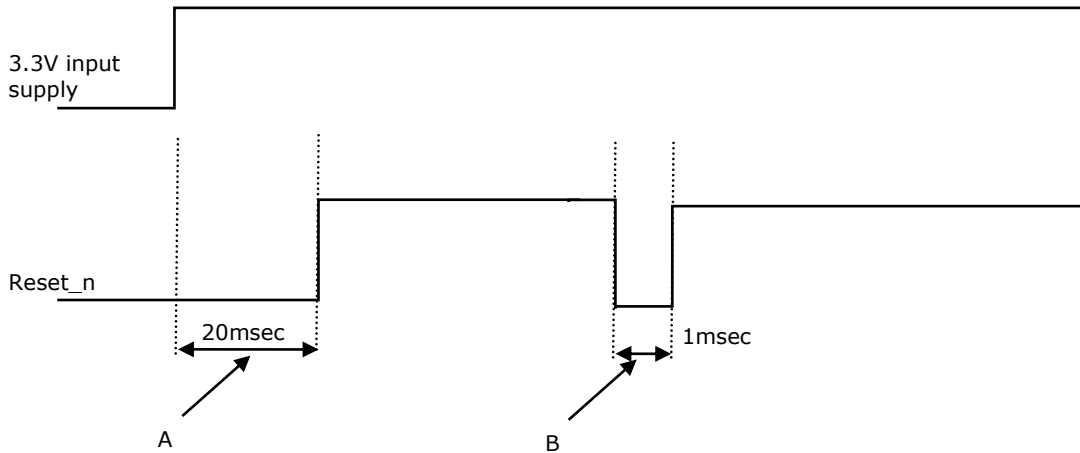 3.3V input
supply
Reset_n
20msec
1msec
A
B